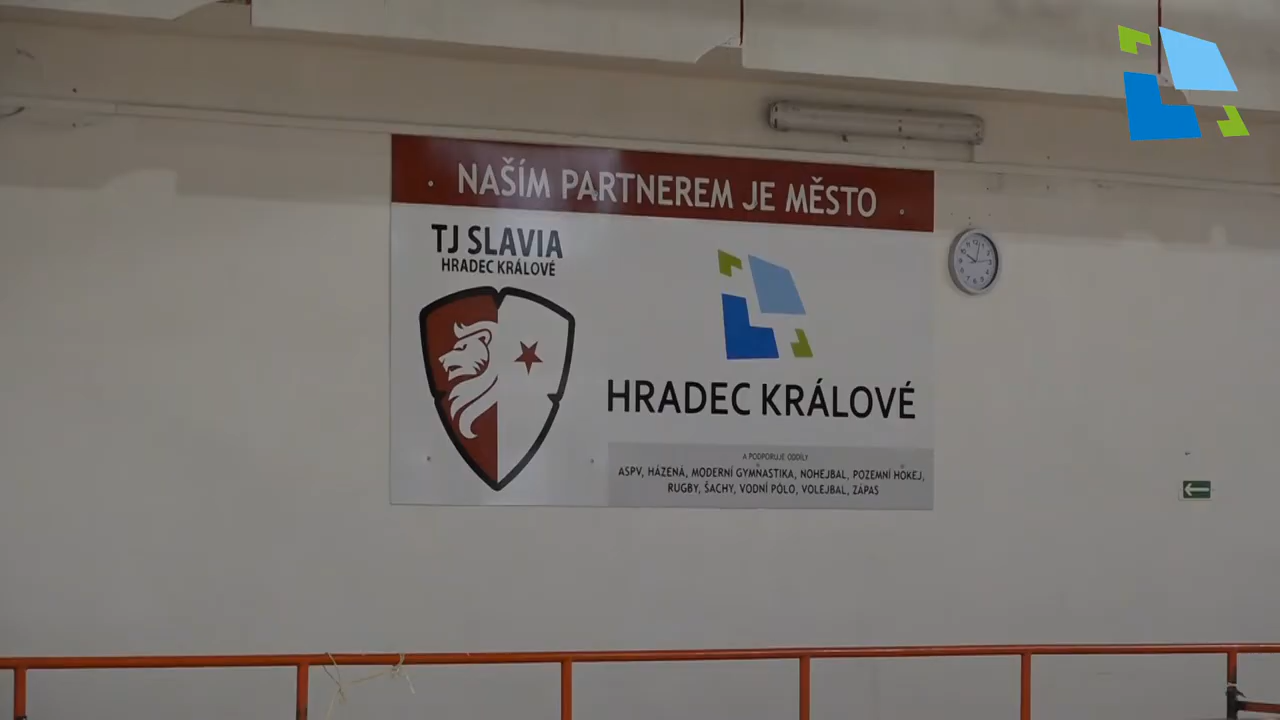 NAŠÍM PARTNEREM JE MĚSTO
TJ SLAVIA
HRADEC KRÁLOVÉ
HRADEC KRÁLOVÉ
A PODPORUJE ODDÍLY
ASPV, HÁZENÁ, MODERNÍ GYMNASTIKA, NOHEJBAL, POZEMNÍ HOKEJ,
RUGBY, ŠACHY, VODNÍ PÓLO, VOLEJBAL, ZÁPAS